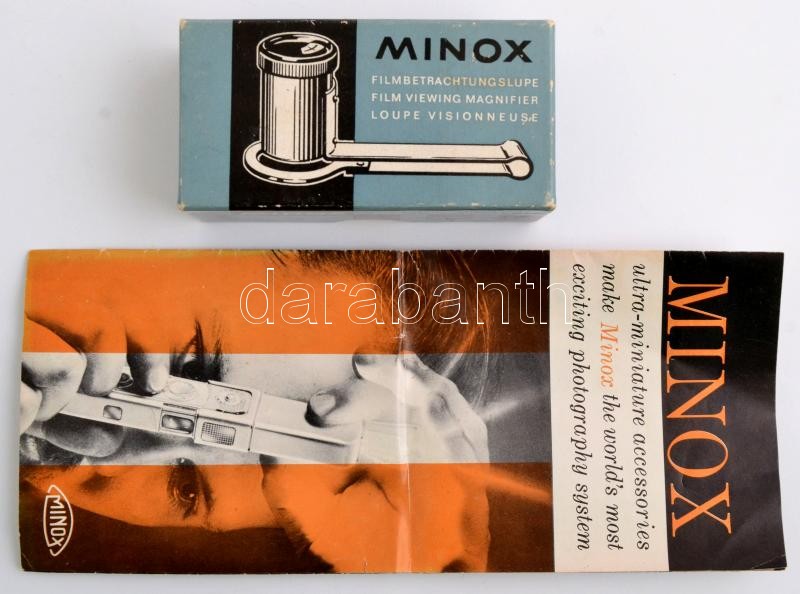 MINOX
FILMBETRACHTUNGSLUPE
FILM VIEWING MAGNIFIER
LOUPE VISIONNEUSE
darabanth
MINOX
ultra-miniature accessories
make Minox the world's most
exciting photography system
MINOX